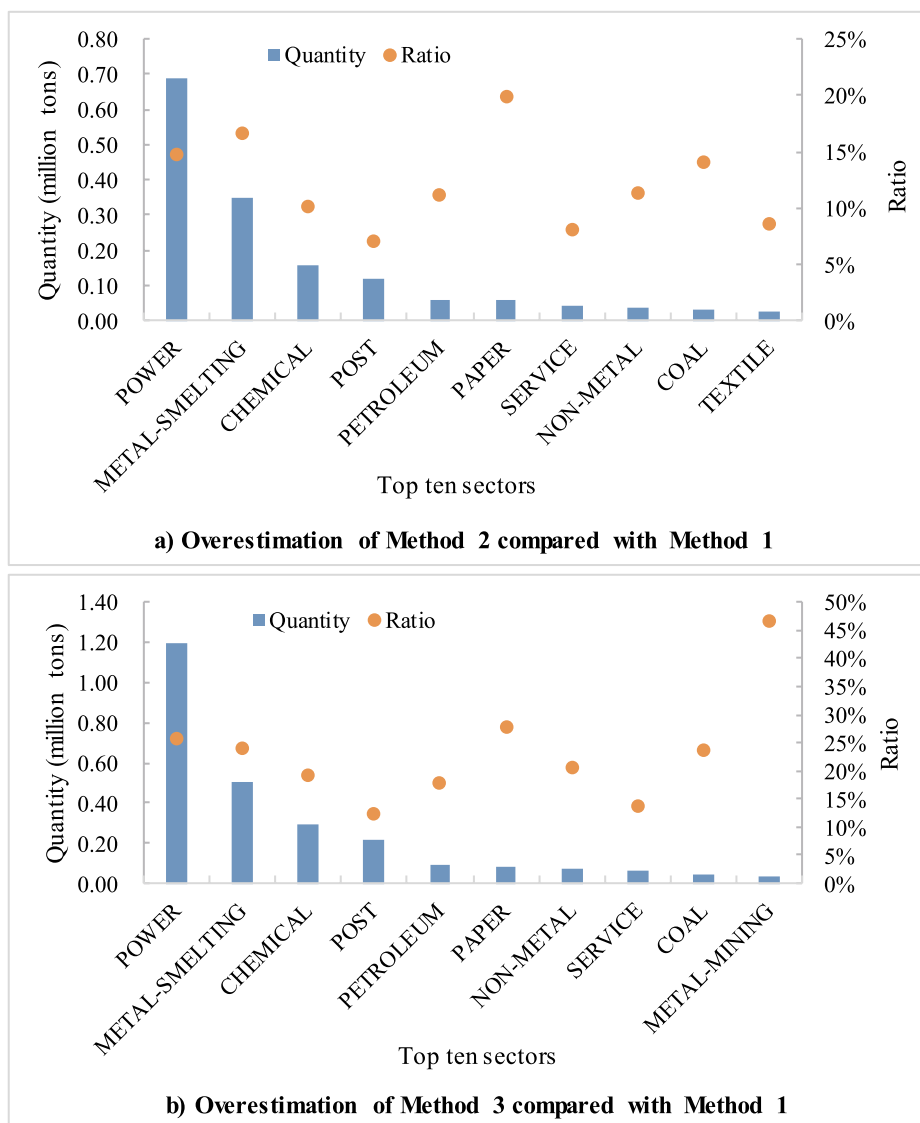 0.80
0.70
0.60
0.50
0.40
0.30
0.20
0.10
0.00
Quantity (million tons)
Quantity Ratio
25%
20%
15%
10%
5%
0%
Ratio
POWER
METAL-SMELTING
CHEMICAL
POST
PETROLEUM
PAPER
SERVICE
NON-METAL
COAL
TEXTILE
Top ten sectors
a) Overestimation of Method 2 compared with Method 1
1.40
1.20
1.00
0.80
0.60
0.40
0.20
0.00
Quantity (million tons)
Quantity Ratio
50%
45%
40%
35%
30%
25%
20%
15%
10%
5%
0%
Ratio
POWER
METAL-SMELTING
CHEMICAL
POST
PETROLEUM
PAPER
NON-METAL
SERVICE
COAL
METAL-MINING
Top ten sectors
b) Overestimation of Method 3 compared with Method 1